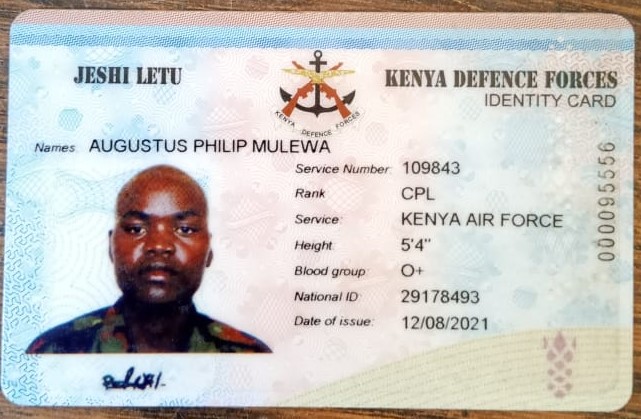 JESHI LETU
KENYA DEFENCE FORCES
IDENTITY CARD
KENYA DEFENCE FORCES
Names AUGUSTUS PHILIP MULEWA
Service Number: 109843
Rank CPL
Service: KENYA AIR FORCE
Height: 5'4"
Blood group: O+
National ID: 29178493
Date of issue: 12/08/2021
000095556